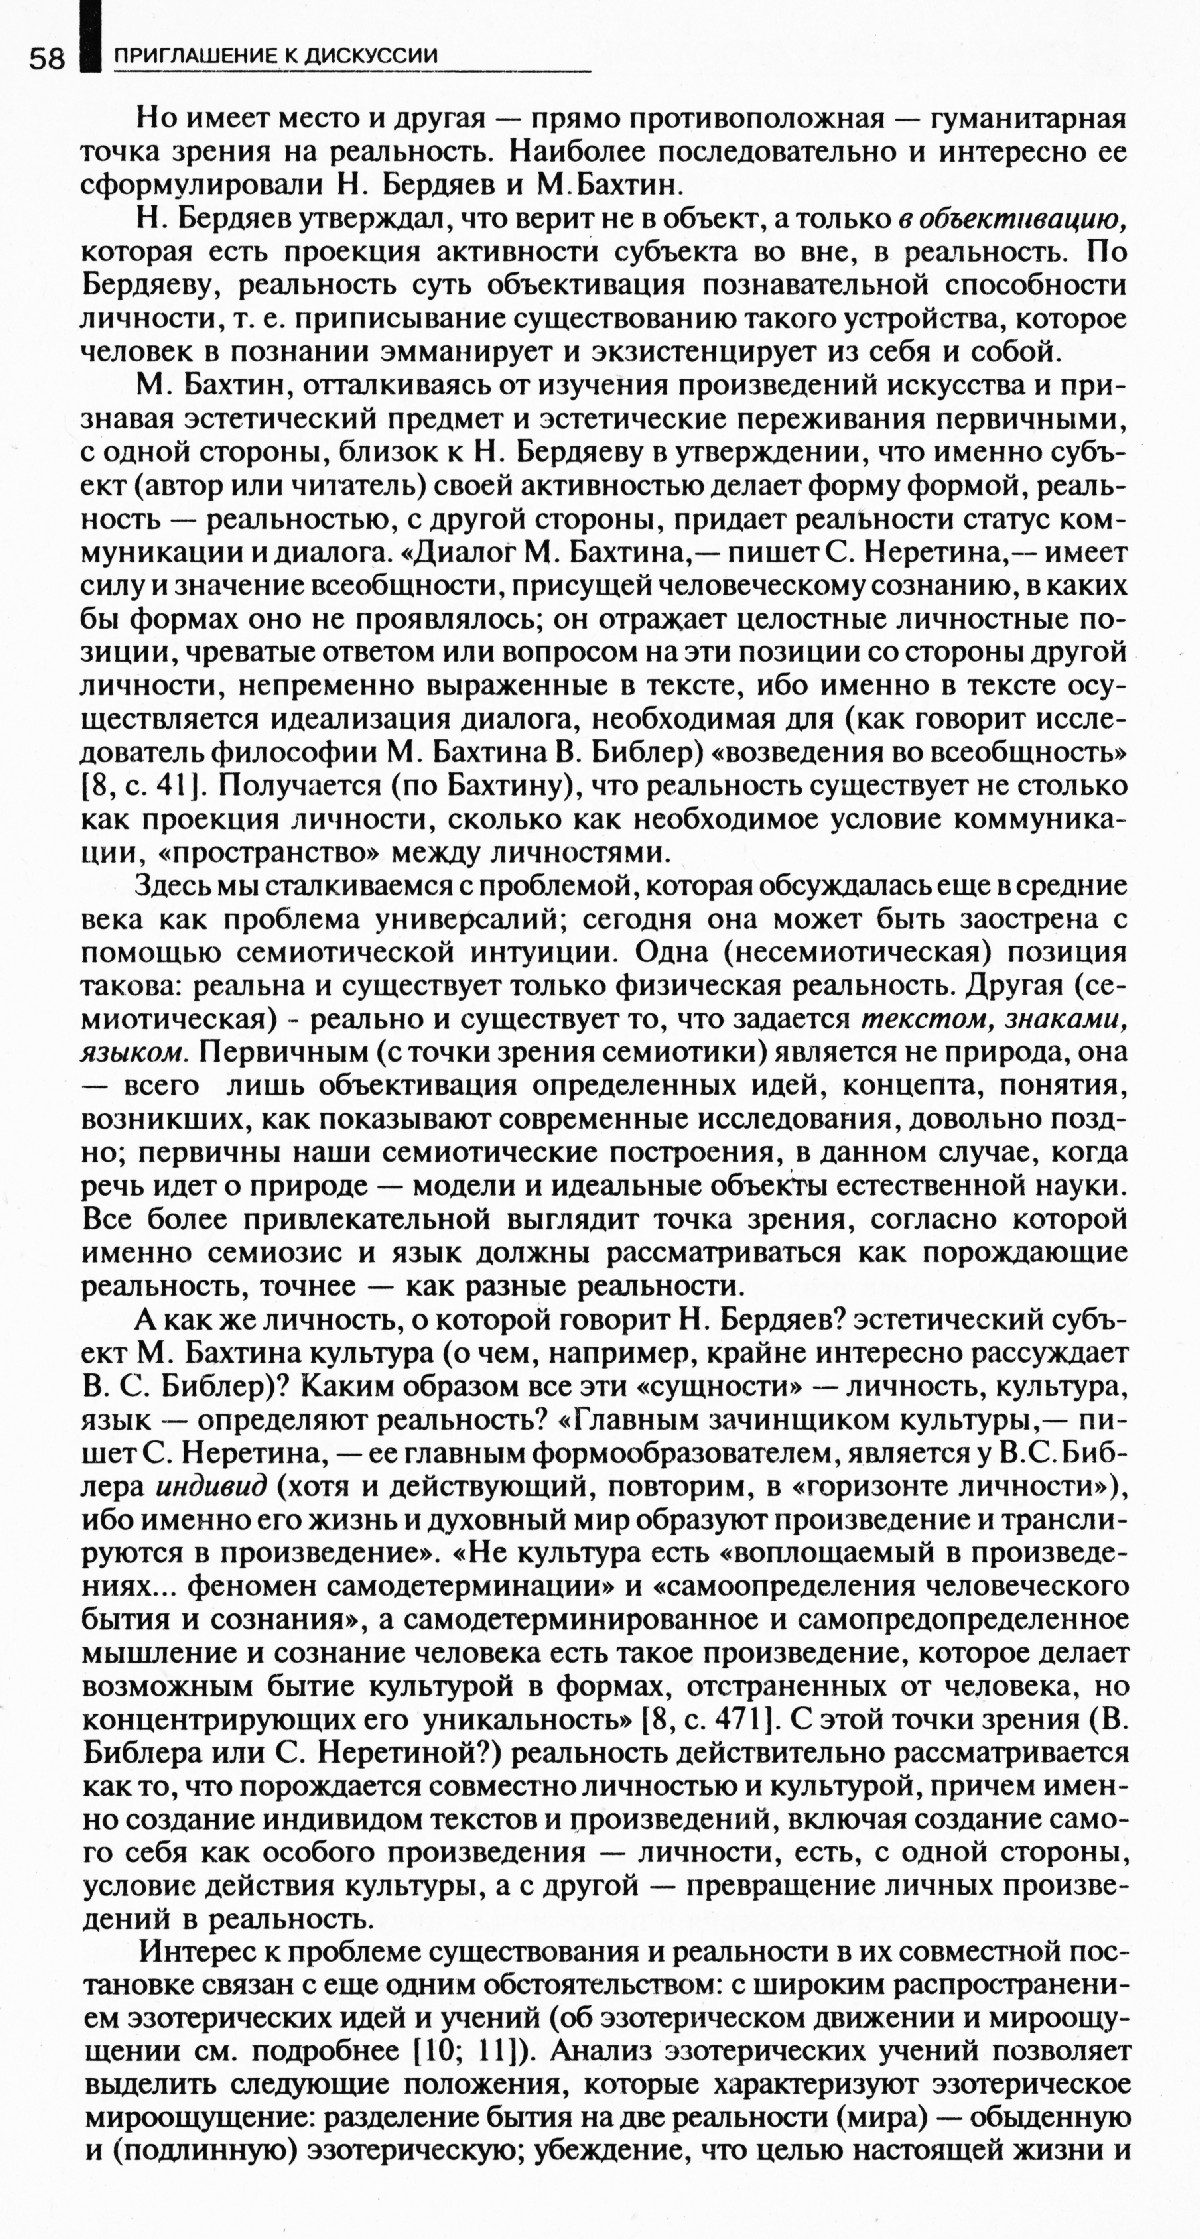 58 ПРИГЛАШЕНИЕ К ДИСКУССИИ
Но имеет место и другая — прямо противоположная — гуманитарная
точка зрения на реальность. Наиболее последовательно и интересно ее
сформулировали Н. Бердяев и М.Бахтин.
Н. Бердяев утверждал, что верит не в объект, а только в объективацию,
которая есть проекция активности субъекта во вне, в реальность. По
Бердяеву, реальность суть объективация познавательной способности
личности, т. е. приписывание существованию такого устройства, которое
человек в познании эмманирует и экзистенцирует из себя и собой.
М. Бахтин, отталкиваясь от изучения произведений искусства и при-
знавая эстетический предмет и эстетические переживания первичными,
с одной стороны, близок к Н. Бердяеву в утверждении, что именно субъ-
ект (автор или читатель) своей активностью делает форму формой, реаль-
ность — реальностью, с другой стороны, придает реальности статус ком-
муникации и диалога. «Диалог М. Бахтина,— пишет С. Неретина,— имеет
силу и значение всеобщности, присущей человеческому сознанию, в каких
бы формах оно не проявлялось; он отражает целостные личностные по-
зиции, чреватые ответом или вопросом на эти позиции со стороны другой
личности, непременно выраженные в тексте, ибо именно в тексте осу-
ществляется идеализация диалога, необходимая для (как говорит иссле-
дователь философии М. Бахтина В. Библер) «возведения во всеобщность»
[8, с. 41]. Получается (по Бахтину), что реальность существует не столько
как проекция личности, сколько как необходимое условие коммуника-
ции, «пространство» между личностями.
Здесь мы сталкиваемся с проблемой, которая обсуждалась еще в средние
века как проблема универсалий; сегодня она может быть заострена с
помощью семиотической интуиции. Одна (несемиотическая) позиция
такова: реальна и существует только физическая реальность. Другая (се-
миотическая) - реально и существует то, что задается текстом, знаками,
языком. Первичным (с точки зрения семиотики) является не природа, она
— всего лишь объективация определенных идей, концепта, понятия,
возникших, как показывают современные исследования, довольно позд-
но; первичны наши семиотические построения, в данном случае, когда
речь идет о природе — модели и идеальные объекты естественной науки.
Все более привлекательной выглядит точка зрения, согласно которой
именно семиозис и язык должны рассматриваться как порождающие
реальность, точнее — как разные реальности.
А как же личность, о которой говорит Н. Бердяев? эстетический субъ-
ект М. Бахтина культура (о чем, например, крайне интересно рассуждает
В. С. Библер)? Каким образом все эти «сущности» — личность, культура,
язык — определяют реальность? «Главным зачинщиком культуры,— пи-
шет С. Неретина, — ее главным формообразователем, является у В.С.Биб-
лера индивид (хотя и действующий, повторим, в «горизонте личности»),
ибо именно его жизнь и духовный мир образуют произведение и трансли-
руются в произведение». «Не культура есть «воплощаемый в произведе-
ниях... феномен самодетерминации» и «самоопределения человеческого
бытия и сознания», а самодетерминированное и самопредопределенное
мышление и сознание человека есть такое произведение, которое делает
возможным бытие культурой в формах, отстраненных от человека, но
концентрирующих его уникальность» [8, с. 471]. С этой точки зрения (В.
Библера или С. Неретиной?) реальность действительно рассматривается
как то, что порождается совместно личностью и культурой, причем имен-
но создание индивидом текстов и произведений, включая создание само-
го себя как особого произведения — личности, есть, с одной стороны,
условие действия культуры, а с другой — превращение личных произве-
дений в реальность.
Интерес к проблеме существования и реальности в их совместной пос-
тановке связан с еще одним обстоятельством: с широким распространени-
ем эзотерических идей и учений (об эзотерическом движении и мироощу-
щении см. подробнее [10; 11]). Анализ эзотерических учений позволяет
выделить следующие положения, которые характеризуют эзотерическое
мироощущение: разделение бытия на две реальности (мира) — обыденную
и (подлинную) эзотерическую; убеждение, что целью настоящей жизни и